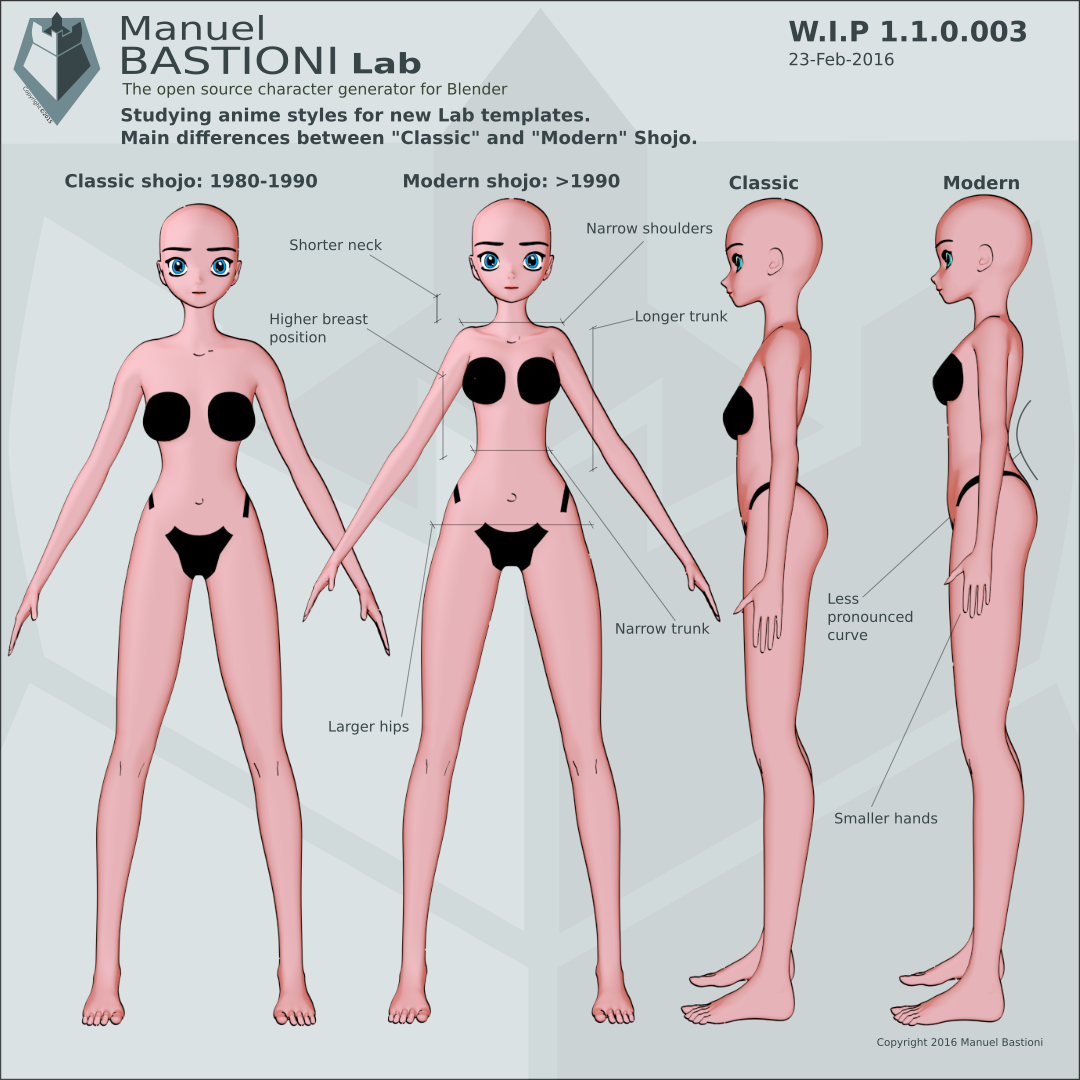 Manuel
BASTIONI Lab
The open source character generator for Blender
W.I.P 1.1.0.003
23-Feb-2016
Copyright ©2015
Studying anime styles for new Lab templates.
Main differences between "Classic" and "Modern" Shojo.
Classic shojo: 1980-1990
Modern shojo: >1990
Classic
Modern
Shorter neck
Narrow shoulders
Higher breast
position
Longer trunk
Less
pronounced
curve
Narrow trunk
Larger hips
Smaller hands
Copyright 2016 Manuel Bastioni